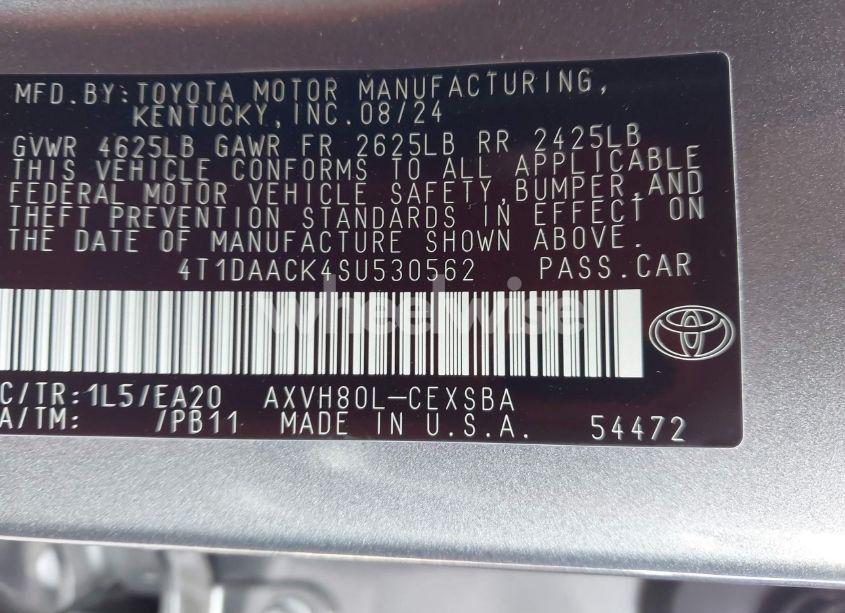 MFD.BY:TOYOTA MOTOR MANUFACTURING,
KENTUCKY,INC.08/24
GVWR 4625LB GAWR FR 2625LB RR 2425LB
THIS VEHICLE CONFORMS TO ALL APPLICABLE
FEDERAL MOTOR VEHICLE SAFETY,BUMPER,AND
THEFT PREVENTION STANDARDS IN EFFECT ON
THE DATE OF MANUFACTURE SHOWN ABOVE.
4T1DAACK4SU530562 PASS.CAR
wheelwise
C/TR:1L5/EA20 AXVH80L-CEXSBA
A/TM: /PB11 MADE IN U.S.A. 54472